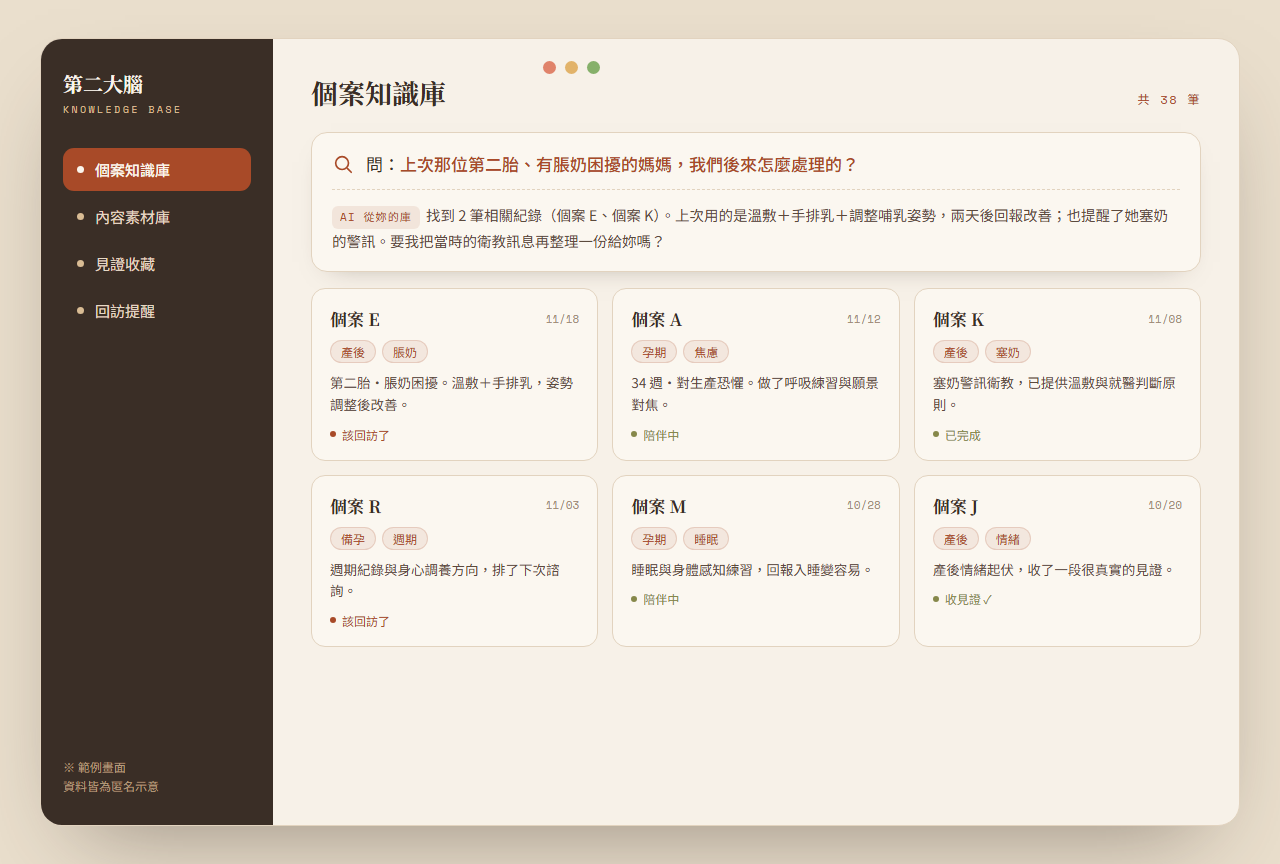 第二大腦
KNOWLEDGE BASE
個案知識庫
內容素材庫
見證收藏
回訪提醒
※ 範例畫面
資料皆為匿名示意
個案知識庫
共 38 筆
問：上次那位第二胎、有脹奶困擾的媽媽，我們後來怎麼處理的？
AI 從妳的庫 找到 2 筆相關紀錄（個案 E、個案 K）。上次用的是溫敷＋手排乳＋調整哺乳姿勢，兩天後回報改善；也提醒了她塞奶
的警訊。要我把當時的衛教訊息再整理一份給妳嗎？
個案 E 11/18
產後 脹奶
第二胎・脹奶困擾。溫敷＋手排乳，姿勢
調整後改善。
該回訪了
個案 A 11/12
孕期 焦慮
34 週・對生產恐懼。做了呼吸練習與願景
對焦。
陪伴中
個案 K 11/08
產後 塞奶
塞奶警訊衛教，已提供溫敷與就醫判斷原
則。
已完成
個案 R 11/03
備孕 週期
週期紀錄與身心調養方向，排了下次諮
詢。
該回訪了
個案 M 10/28
孕期 睡眠
睡眠與身體感知練習，回報入睡變容易。
陪伴中
個案 J 10/20
產後 情緒
產後情緒起伏，收了一段很真實的見證。
收見證 ✓